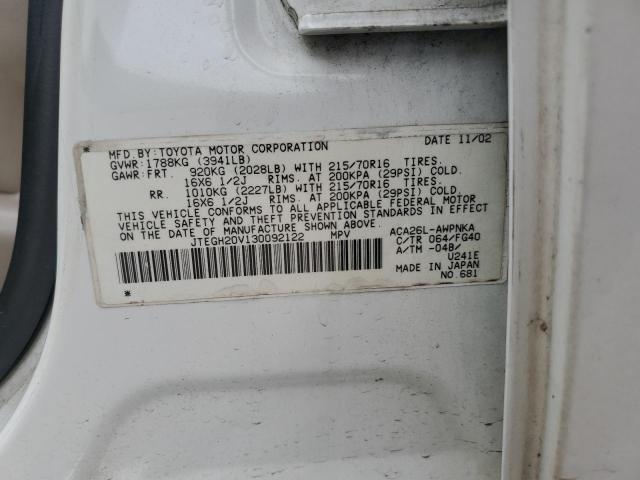 MFD.BY:TOYOTA MOTOR CORPORATION DATE 11/02
GVWR:1788KG (3941LB)
GAWR:FRT. 920KG (2028LB) WITH 215/70R16 TIRES.
16X6 1/2J RIMS. AT 200KPA (29PSI) COLD.
RR. 1010KG (2227LB) WITH 215/70R16 TIRES.
16X6 1/2J RIMS. AT 200KPA (29PSI) COLD.
THIS VEHICLE CONFORMS TO ALL APPLICABLE FEDERAL MOTOR
VEHICLE SAFETY AND THEFT PREVENTION STANDARDS IN EFFECT
ON THE DATE OF MANUFACTURE SHOWN ABOVE.
JTEGH20V130092122 MPV ACA26L-AWPNKA
C/TR 064/FG40
A/TM -04B/
U241E
MADE IN JAPAN
NO.681